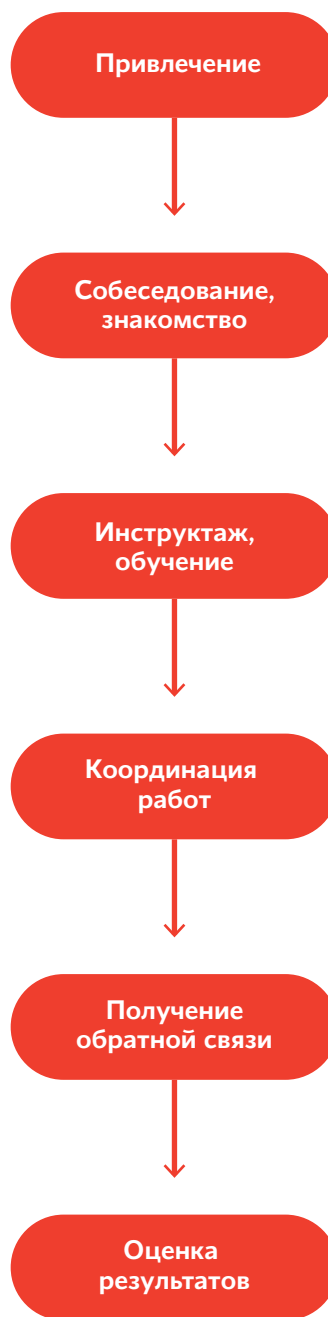 Привлечение
Собеседование,
знакомство
Инструктаж,
обучение
Координация
работ
Получение
обратной связи
Оценка
результатов